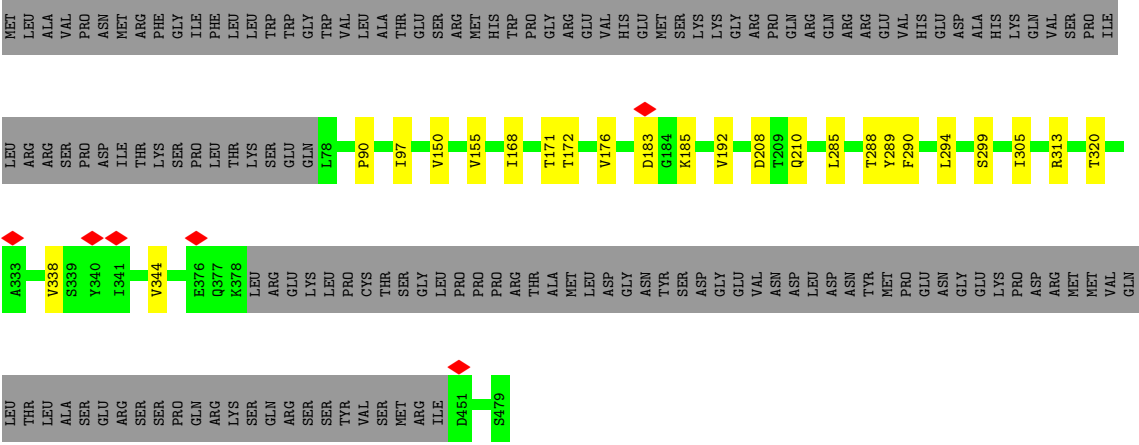 MET LEU ALA VAL PRO ASN MET ARG PHE GLY ILE PHE LEU LEU TRP TRP GLY TRP VAL LEU ALA THR GLU SER ARG MET HIS TRP PRO GLY ARG GLU VAL HIS GLU MET SER LYS LYS GLY ARG PRO GLN ARG GLN ARG ARG GLU VAL HIS GLU ASP ALA HIS LYS GLN VAL SER PRO ILE
LEU ARG ARG SER PRO ASP ILE THR LYS SER PRO LEU THR LYS SER GLU GLN L78 P90 I97 V150 V155 I168 T171 T172 V176 D183 G184 K185 V192 D208 T209 Q210 L285 T288 Y289 F290 L294 S299 I305 R313 T320
A333 V338 S339 Y340 I341 V344 E376 Q377 K378 LEU ARG GLU LYS LEU PRO CYS THR SER GLY LEU PRO PRO PRO ARG THR ALA MET LEU ASP GLY ASN TYR SER ASP GLY GLU VAL ASN ASP LEU ASP ASN TYR MET PRO GLU ASN GLY GLU LYS PRO ASP ARG MET MET VAL GLN
LEU THR LEU ALA SER GLU ARG SER SER PRO GLN ARG LYS SER GLN ARG SER SER TYR VAL SER MET ARG ILE D451 S479